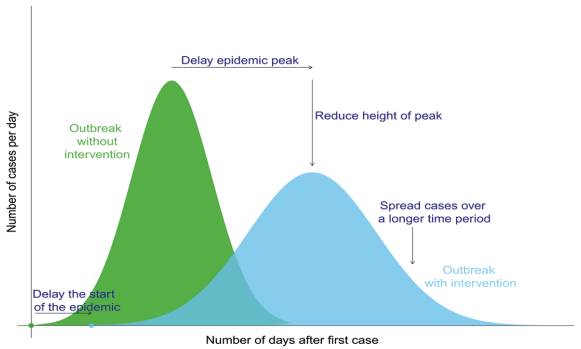 Delay epidemic peak
Reduce height of peak
Outbreak
without
intervention
Number of cases per day
Spread cases over
a longer time period
Outbreak
with intervention
Delay the start
of the epidemic
Number of days after first case